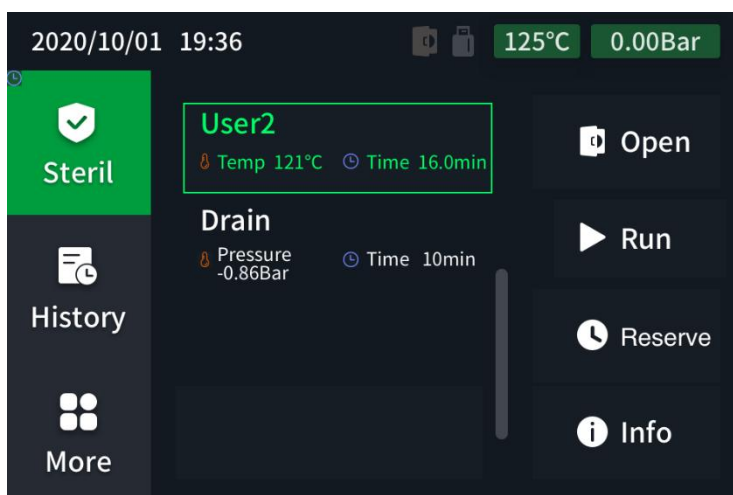 2020/10/01 19:36 125℃ 0.00Bar
Steril
User2
Temp 121℃ Time 16.0min
Open
Drain
Pressure
-0.86Bar
Time 10min
Run
History
Reserve
More
Info